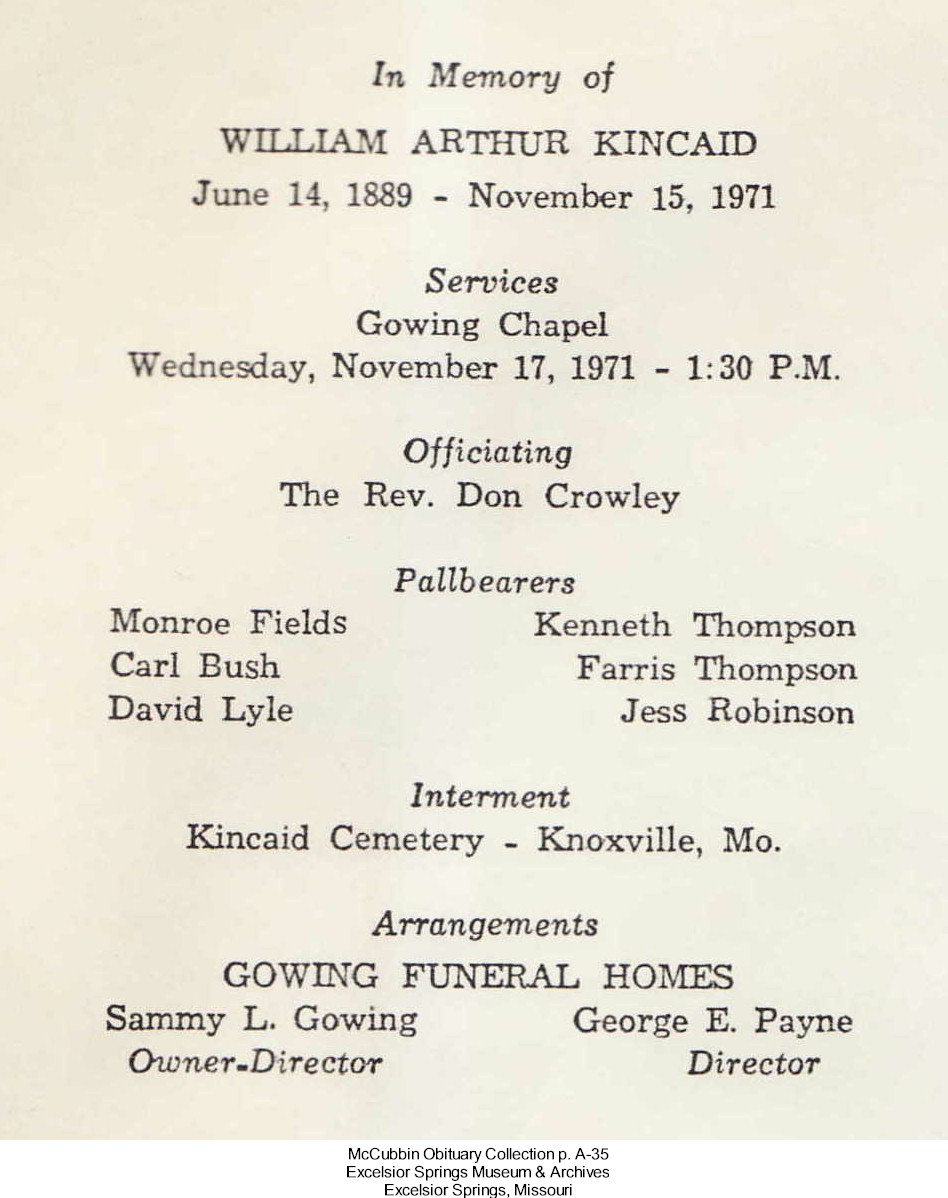 In Memory of
WILLIAM ARTHUR KINCAID
June 14, 1889 - November 15, 1971
Services
Gowing Chapel
Wednesday, November 17, 1971 - 1:30 P.M.
Officiating
The Rev. Don Crowley
Pallbearers
Monroe Fields Kenneth Thompson
Carl Bush Farris Thompson
David Lyle Jess Robinson
Interment
Kincaid Cemetery - Knoxville, Mo.
Arrangements
GOWING FUNERAL HOMES
Sammy L. Gowing George E. Payne
Owner-Director Director
McCubbin Obituary Collection p. A-35
Excelsior Springs Museum & Archives
Excelsior Springs, Missouri